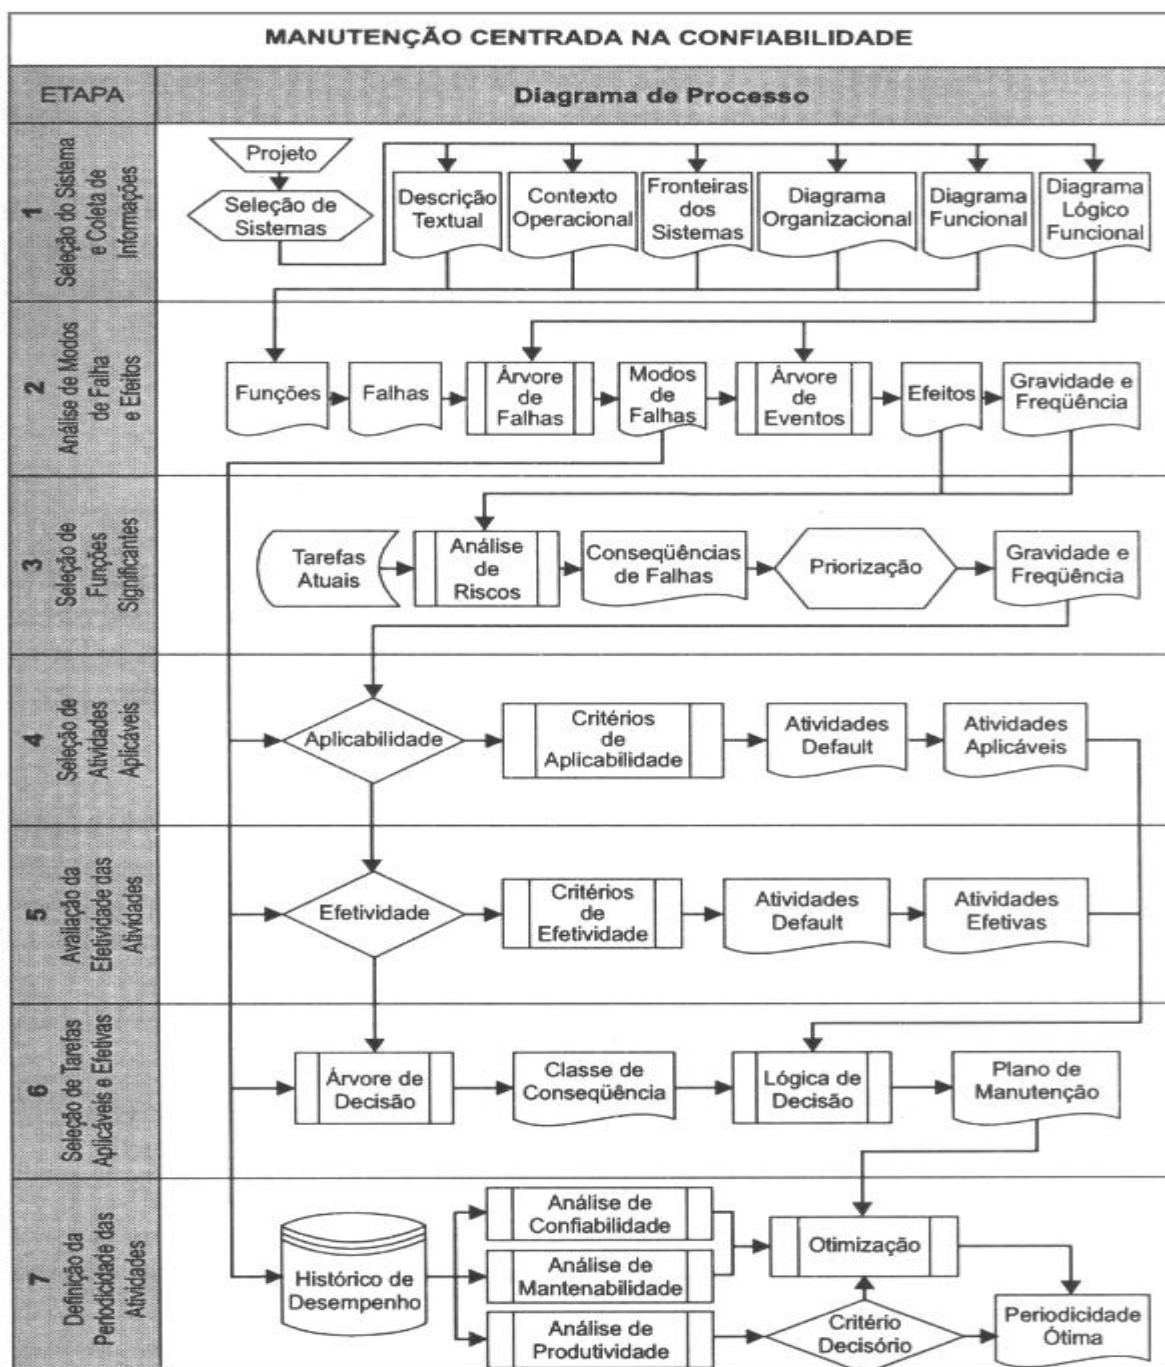 MANUTENÇÃO CENTRADA NA CONFIABILIDADE
ETAPA
Diagrama de Processo
1
Seleção do Sistema
e Coleta de
Informações
Projeto
Seleção de
Sistemas
Descrição
Textual
Contexto
Operacional
Fronteiras
dos
Sistemas
Diagrama
Organizacional
Diagrama
Funcional
Diagrama
Lógico
Funcional
2
Análise de Modos
de Falha
e Efeitos
Funções
Falhas
Árvore
de
Falhas
Modos
de
Falhas
Árvore
de
Eventos
Efeitos
Gravidade e
Freqüência
3
Seleção de
Funções
Significantes
Tarefas
Atuais
Análise
de
Riscos
Conseqüências
de Falhas
Priorização
Gravidade e
Freqüência
4
Seleção de
Atividades
Aplicáveis
Aplicabilidade
Critérios
de
Aplicabilidade
Atividades
Default
Atividades
Aplicáveis
5
Avaliação da
Efetividade das
Atividades
Efetividade
Critérios
de
Efetividade
Atividades
Default
Atividades
Efetivas
6
Seleção de Tarefas
Aplicáveis e Efetivas
Árvore de
Decisão
Classe de
Conseqüência
Lógica de
Decisão
Plano de
Manutenção
7
Definição da
Periodicidade das
Atividades
Histórico de
Desempenho
Análise de
Confiabilidade
Análise de
Mantenabilidade
Análise de
Produtividade
Otimização
Critério
Decisório
Periodicidade
Ótima